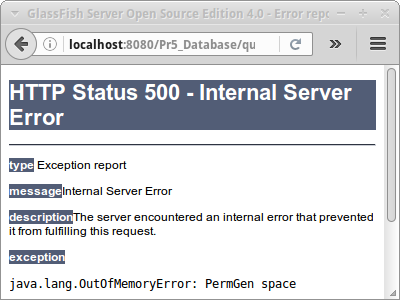 GlassFish Server Open Source Edition 4.0 - Error repo
localhost:8080/Pr5_Database/qu
HTTP Status 500 - Internal Server
Error
type Exception report
messageInternal Server Error
descriptionThe server encountered an internal error that prevented
it from fulfilling this request.
exception
java.lang.OutOfMemoryError: PermGen space